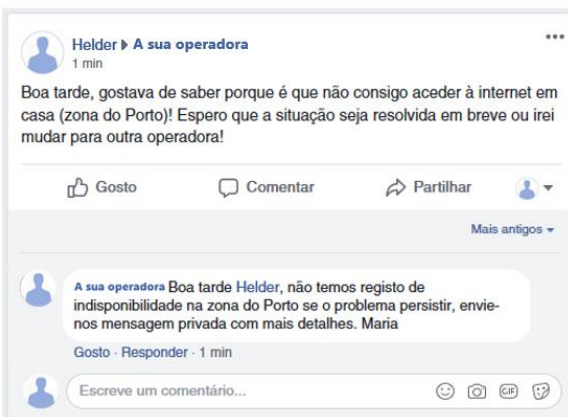 Helder ▶ A sua operadora
1 min
Boa tarde, gostava de saber porque é que não consigo aceder à internet em
casa (zona do Porto)! Espero que a situação seja resolvida em breve ou irei
mudar para outra operadora!
Gosto Comentar Partilhar
Mais antigos
A sua operadora Boa tarde Helder, não temos registo de
indisponibilidade na zona do Porto se o problema persistir, envie-
nos mensagem privada com mais detalhes. Maria
Gosto · Responder · 1 min
Escreve um comentário... GIF